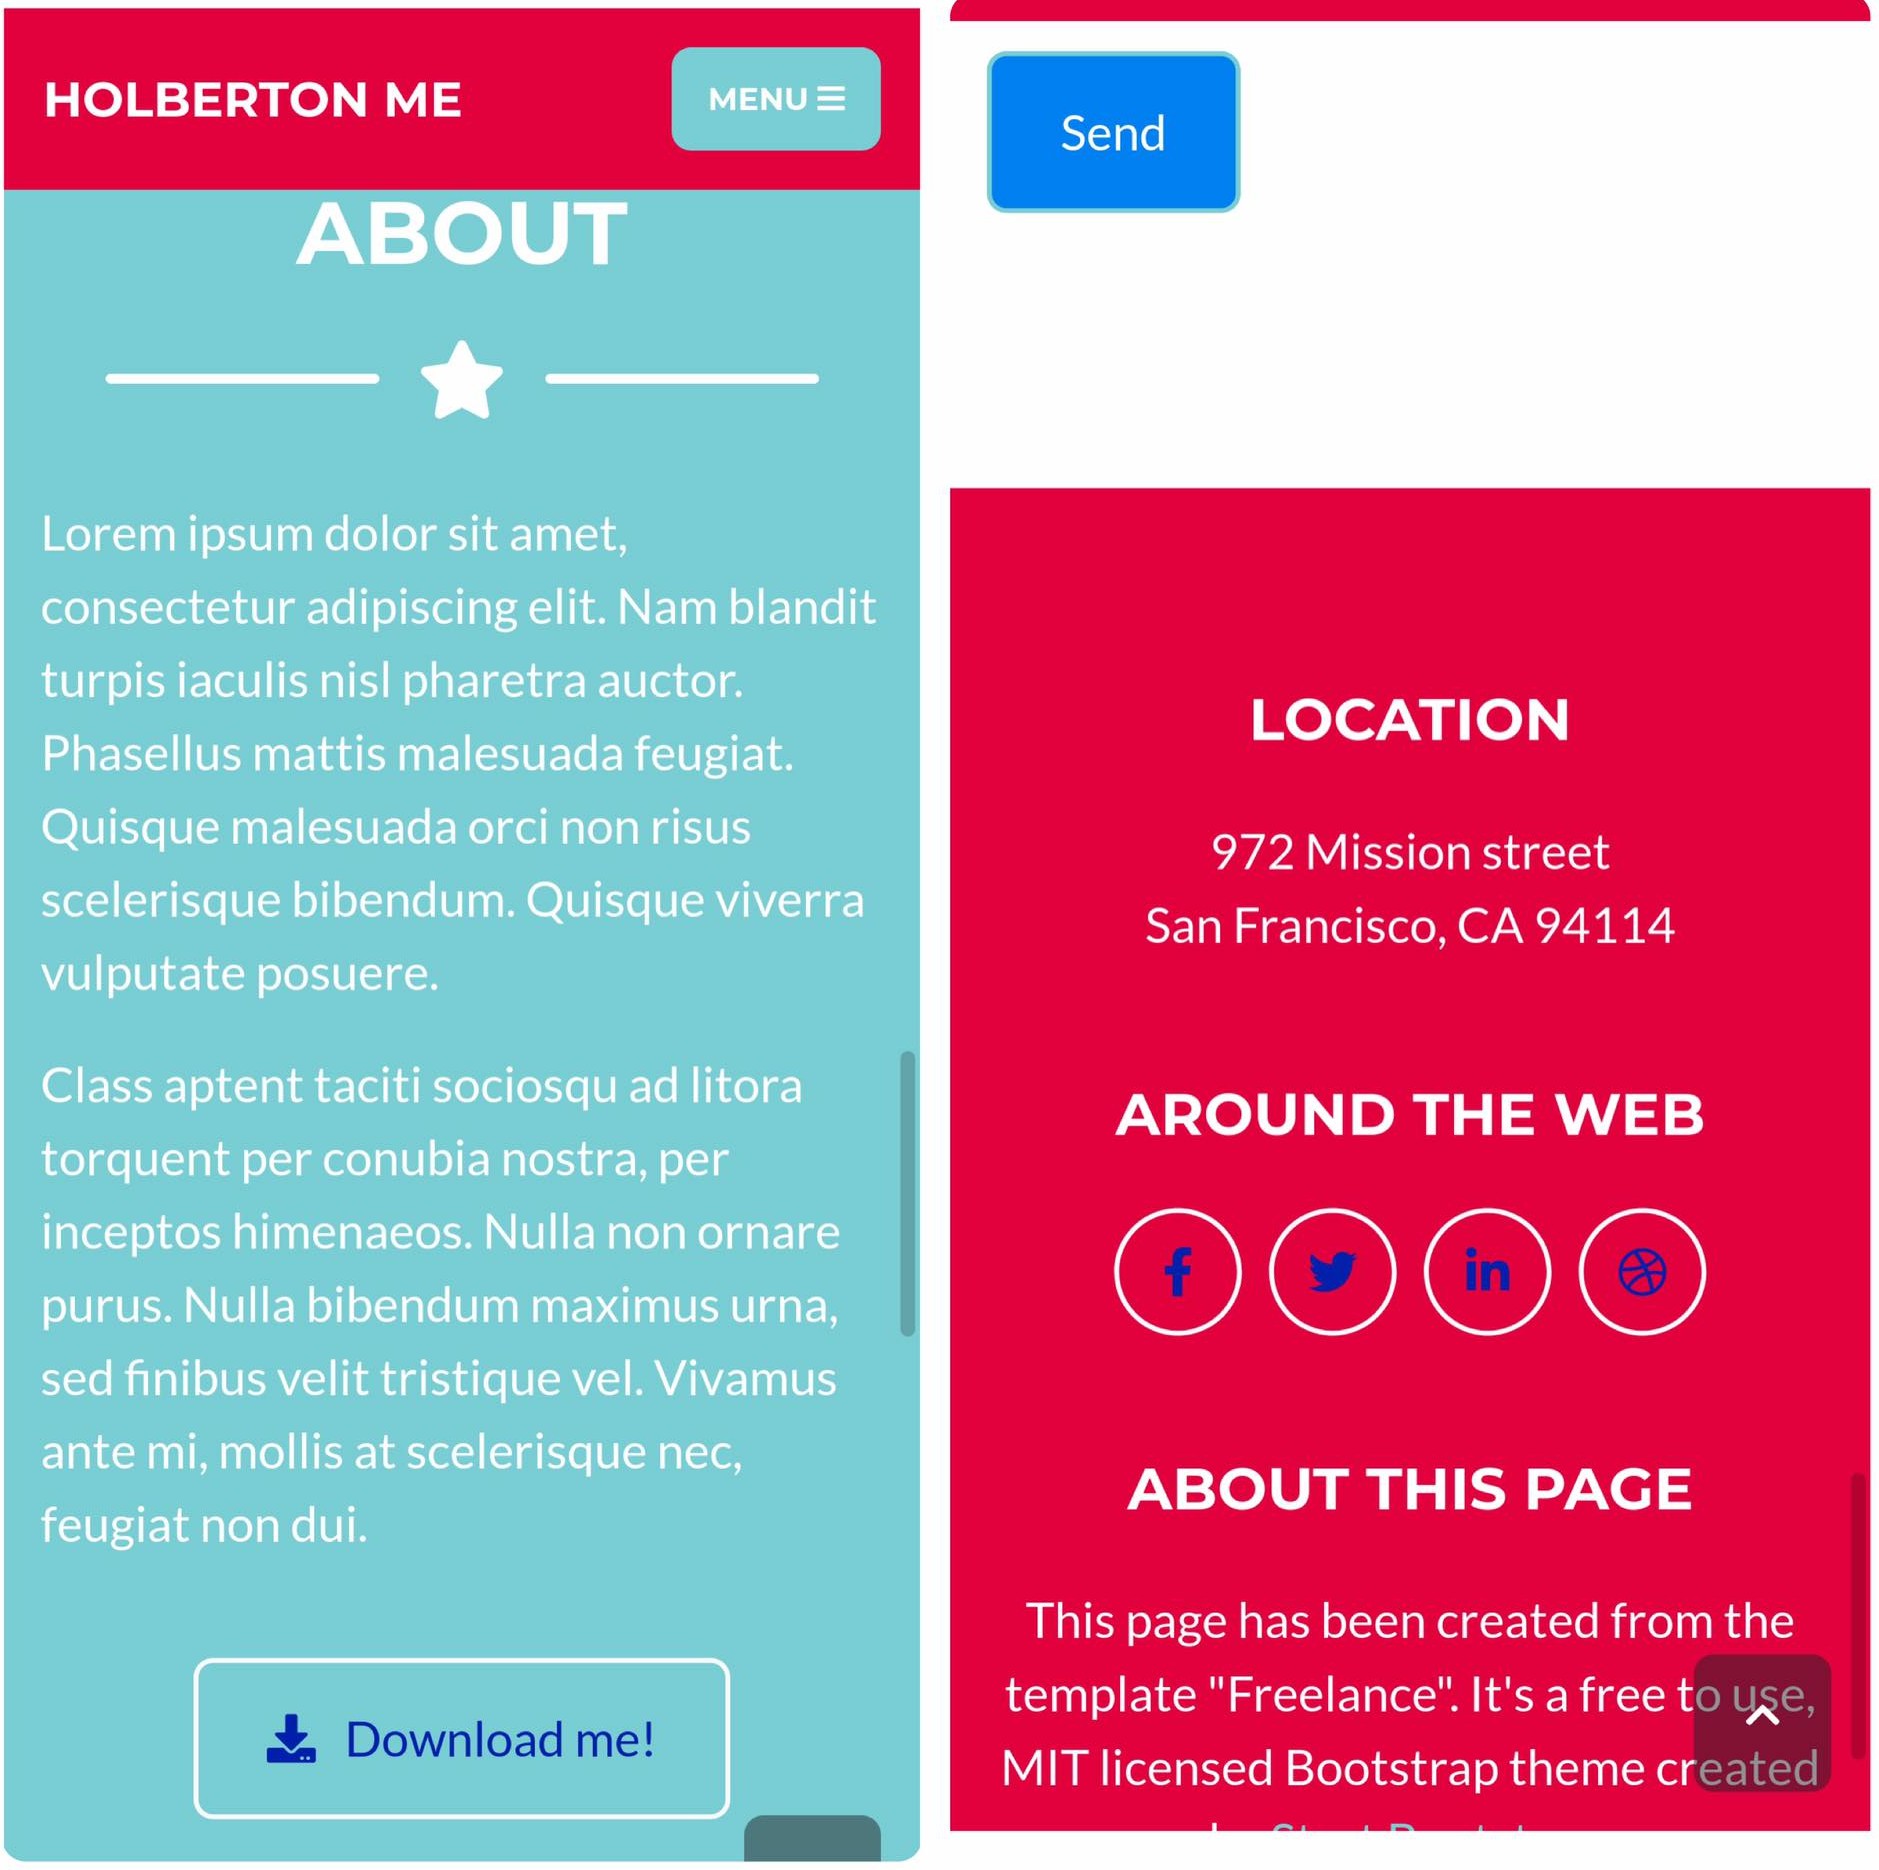 HOLBERTON ME
MENU
ABOUT
Lorem ipsum dolor sit amet,
consectetur adipiscing elit. Nam blandit
turpis iaculis nisl pharetra auctor.
Phasellus mattis malesuada feugiat.
Quisque malesuada orci non risus
scelerisque bibendum. Quisque viverra
vulputate posuere.
Class aptent taciti sociosqu ad litora
torquent per conubia nostra, per
inceptos himenaeos. Nulla non ornare
purus. Nulla bibendum maximus urna,
sed finibus velit tristique vel. Vivamus
ante mi, mollis at scelerisque nec,
feugiat non dui.
Download me!
Send
LOCATION
972 Mission street
San Francisco, CA 94114
AROUND THE WEB
ABOUT THIS PAGE
This page has been created from the
template "Freelance". It's a free to use,
MIT licensed Bootstrap theme created